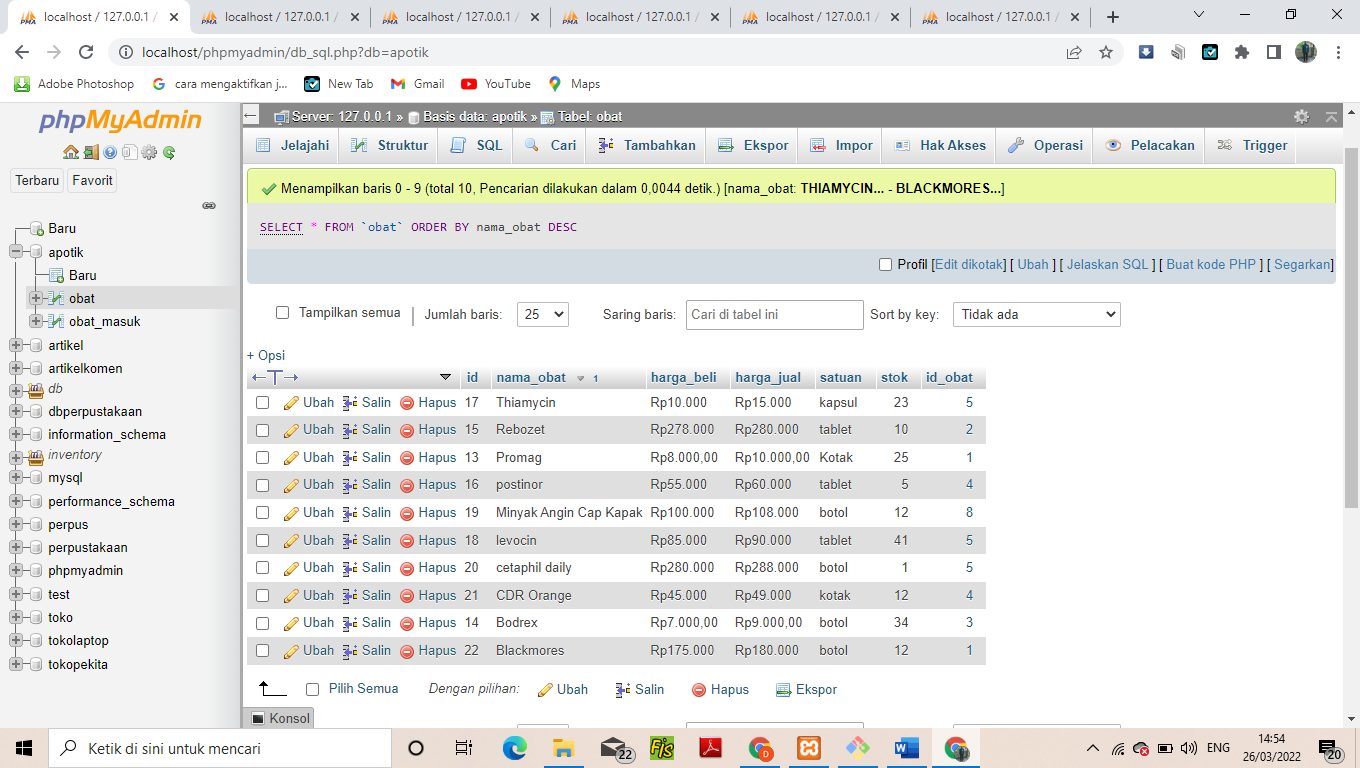 localhost / 127.0.0.1 / localhost / 127.0.0.1 / localhost / 127.0.0.1 / localhost / 127.0.0.1 / localhost / 127.0.0.1 / localhost / 127.0.0.1 /
localhost/phpmyadmin/db_sql.php?db=apotik
Adobe Photoshop cara mengaktifkan j... New Tab Gmail YouTube Maps
phpMyAdmin
Terbaru Favorit
Baru
apotik
Baru
obat
obat_masuk
artikel
artikelkomen
db
dbperpustakaan
information_schema
inventory
mysql
performance_schema
perpus
perpustakaan
phpmyadmin
test
toko
tokolaptop
tokopekita
Server: 127.0.0.1 » Basis data: apotik » Tabel: obat
Jelajahi Struktur SQL Cari Tambahkan Ekspor Impor Hak Akses Operasi Pelacakan Trigger
Menampilkan baris 0 - 9 (total 10, Pencarian dilakukan dalam 0,0044 detik.) [nama_obat: THIAMYCIN... - BLACKMORES...]
SELECT * FROM `obat` ORDER BY nama_obat DESC
Profil [Edit dikotak] [ Ubah ] [ Jelaskan SQL ] [ Buat kode PHP ] [ Segarkan]
Tampilkan semua Jumlah baris: 25 Saring baris: Cari di tabel ini Sort by key: Tidak ada
+ Opsi
id nama_obat 1 harga_beli harga_jual satuan stok id_obat
Ubah Salin Hapus 17 Thiamycin Rp10.000 Rp15.000 kapsul 23 5
Ubah Salin Hapus 15 Rebozet Rp278.000 Rp280.000 tablet 10 2
Ubah Salin Hapus 13 Promag Rp8.000,00 Rp10.000,00 Kotak 25 1
Ubah Salin Hapus 16 postinor Rp55.000 Rp60.000 tablet 5 4
Ubah Salin Hapus 19 Minyak Angin Cap Kapak Rp100.000 Rp108.000 botol 12 8
Ubah Salin Hapus 18 levocin Rp85.000 Rp90.000 tablet 41 5
Ubah Salin Hapus 20 cetaphil daily Rp280.000 Rp288.000 botol 1 5
Ubah Salin Hapus 21 CDR Orange Rp45.000 Rp49.000 kotak 12 4
Ubah Salin Hapus 14 Bodrex Rp7.000,00 Rp9.000,00 botol 34 3
Ubah Salin Hapus 22 Blackmores Rp175.000 Rp180.000 botol 12 1
Pilih Semua Dengan pilihan: Ubah Salin Hapus Ekspor
Konsol
Ketik di sini untuk mencari 22 Fis D W ENG 14:54
26/03/2022 20